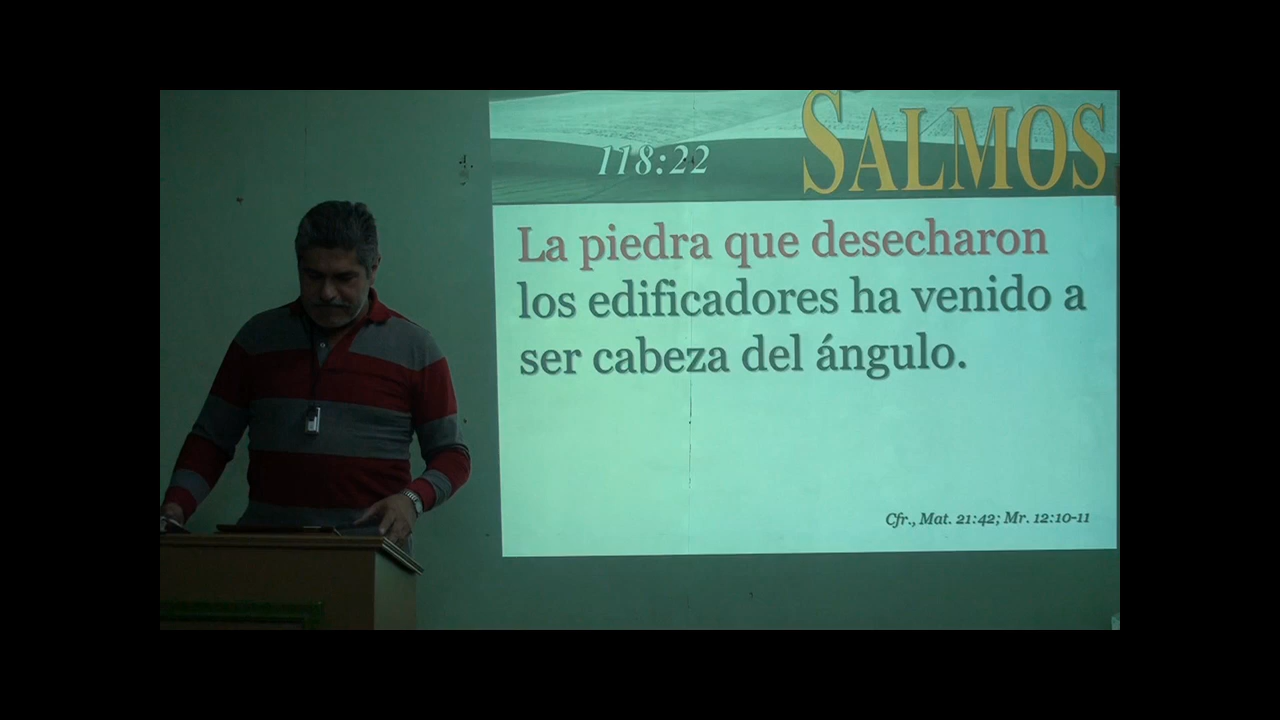 118:22
SALMOS
La piedra que desecharon
los edificadores ha venido a
ser cabeza del ángulo.
Cfr., Mat. 21:42; Mr. 12:10-11